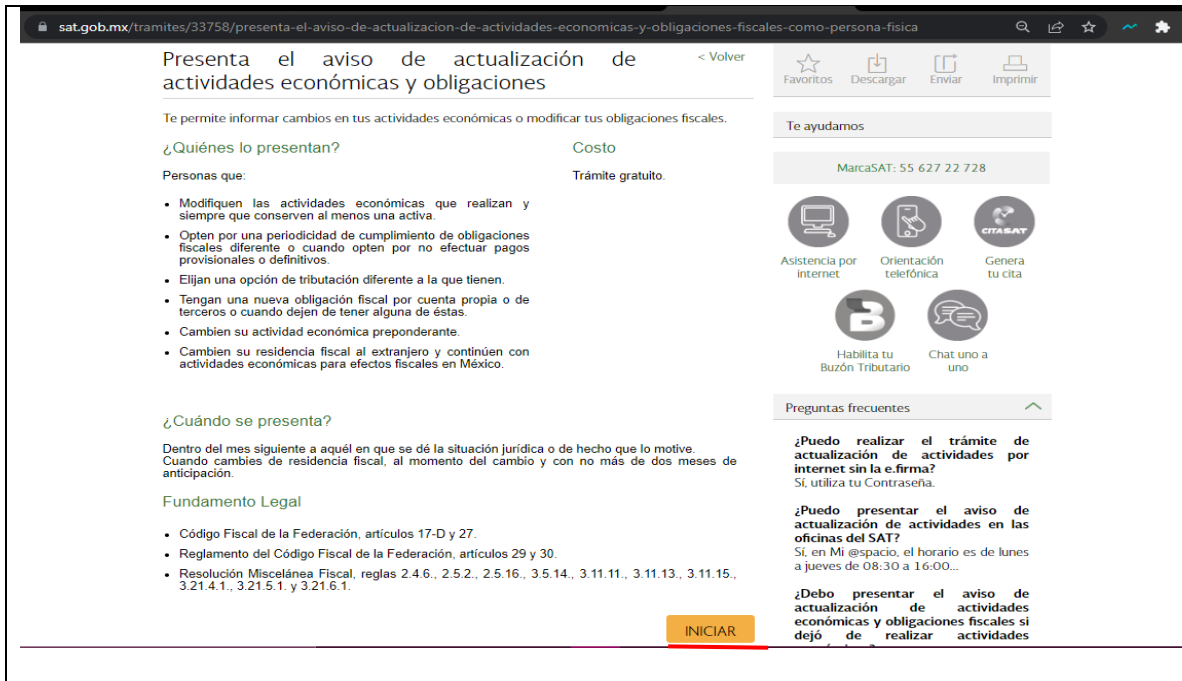 sat.gob.mx/tramites/33758/presenta-el-aviso-de-actualizacion-de-actividades-economicas-y-obligaciones-fiscales-como-persona-fisica
Presenta el aviso de actualización de
actividades económicas y obligaciones
< Volver
Te permite informar cambios en tus actividades económicas o modificar tus obligaciones fiscales.
¿Quiénes lo presentan?
Personas que:
• Modifiquen las actividades económicas que realizan y
siempre que conserven al menos una activa.
• Opten por una periodicidad de cumplimiento de obligaciones
fiscales diferente o cuando opten por no efectuar pagos
provisionales o definitivos.
• Elijan una opción de tributación diferente a la que tienen.
• Tengan una nueva obligación fiscal por cuenta propia o de
terceros o cuando dejen de tener alguna de éstas.
• Cambien su actividad económica preponderante.
• Cambien su residencia fiscal al extranjero y continúen con
actividades económicas para efectos fiscales en México.
Costo
Trámite gratuito.
¿Cuándo se presenta?
Dentro del mes siguiente a aquél en que se dé la situación jurídica o de hecho que lo motive.
Cuando cambies de residencia fiscal, al momento del cambio y con no más de dos meses de
anticipación.
Fundamento Legal
• Código Fiscal de la Federación, artículos 17-D y 27.
• Reglamento del Código Fiscal de la Federación, artículos 29 y 30.
• Resolución Miscelánea Fiscal, reglas 2.4.6., 2.5.2., 2.5.16., 3.5.14., 3.11.11., 3.11.13., 3.11.15.,
3.21.4.1., 3.21.5.1. y 3.21.6.1.
INICIAR
Favoritos Descargar Enviar Imprimir
Te ayudamos
MarcaSAT: 55 627 22 728
CITASAT
Asistencia por
internet
Orientación
telefónica
Genera
tu cita
Habilita tu
Buzón Tributario
Chat uno a
uno
Preguntas frecuentes
¿Puedo realizar el trámite de
actualización de actividades por
internet sin la e.firma?
Sí, utiliza tu Contraseña.
¿Puedo presentar el aviso de
actualización de actividades en las
oficinas del SAT?
Sí, en Mi @spacio, el horario es de lunes
a jueves de 08:30 a 16:00...
¿Debo presentar el aviso de
actualización de actividades
económicas y obligaciones fiscales si
dejó de realizar actividades